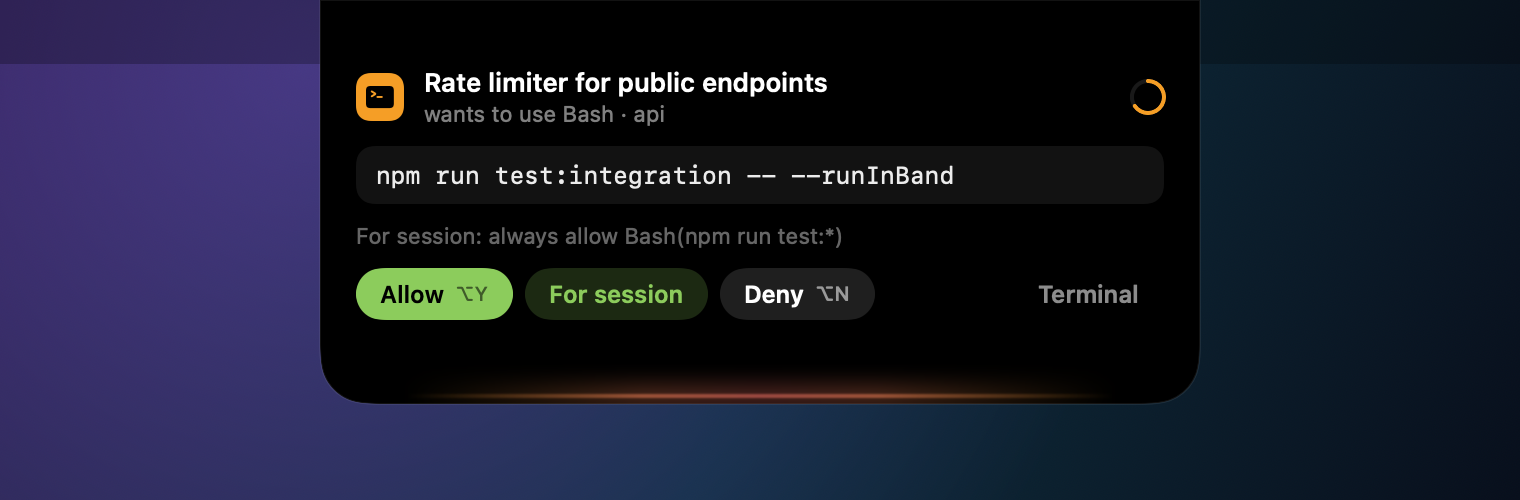 Rate limiter for public endpoints
wants to use Bash · api
npm run test:integration -- --runInBand
For session: always allow Bash(npm run test:*)
Allow ⌥Y For session Deny ⌥N Terminal